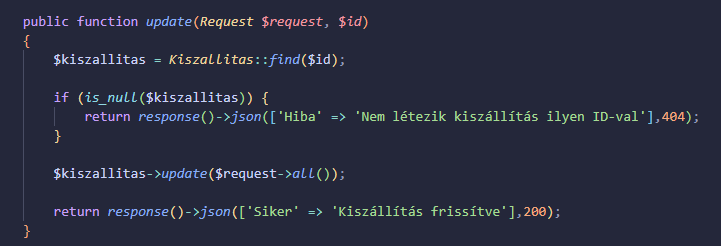 public function update(Request $request, $id)
{
$kiszallitas = Kiszallitas::find($id);
if (is_null($kiszallitas)) {
return response()->json(['Hiba' => 'Nem létezik kiszállítás ilyen ID-val'],404);
}
$kiszallitas->update($request->all());
return response()->json(['Siker' => 'Kiszállítás frissítve'],200);
}